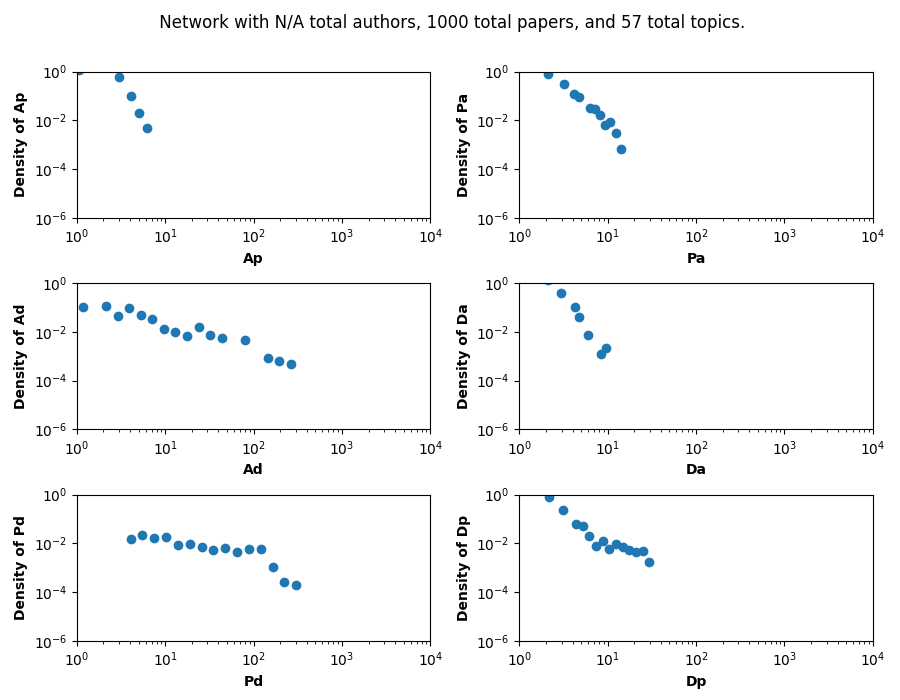 Network with N/A total authors, 1000 total papers, and 57 total topics.
Density of Ap
10^0
10^-2
10^-4
10^-6
10^0 10^1 10^2 10^3 10^4
Ap
Density of Pa
10^0
10^-2
10^-4
10^-6
10^0 10^1 10^2 10^3 10^4
Pa
Density of Ad
10^0
10^-2
10^-4
10^-6
10^0 10^1 10^2 10^3 10^4
Ad
Density of Da
10^0
10^-2
10^-4
10^-6
10^0 10^1 10^2 10^3 10^4
Da
Density of Pd
10^0
10^-2
10^-4
10^-6
10^0 10^1 10^2 10^3 10^4
Pd
Density of Dp
10^0
10^-2
10^-4
10^-6
10^0 10^1 10^2 10^3 10^4
Dp